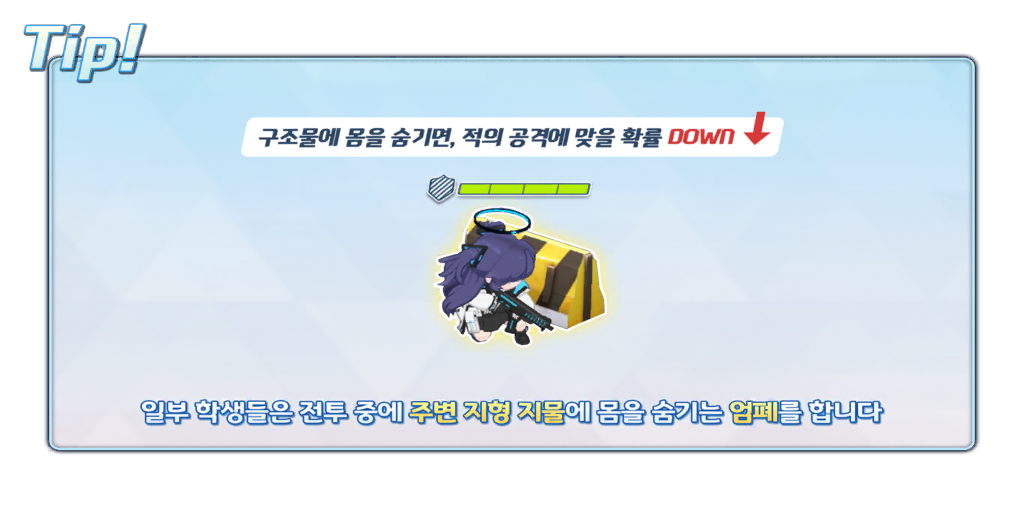 Tip!
구조물에 몸을 숨기면, 적의 공격에 맞을 확률 DOWN
일부 학생들은 전투 중에 주변 지형 지물에 몸을 숨기는 엄폐를 합니다